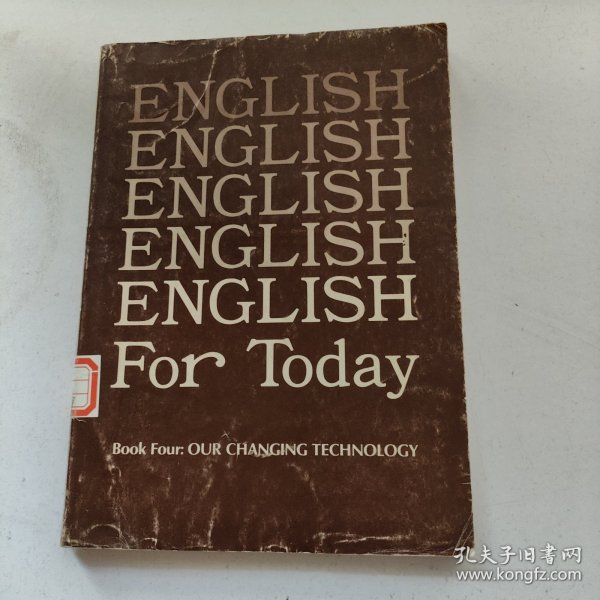 ENGLISH
ENGLISH
ENGLISH
ENGLISH
ENGLISH
For Today
Book Four: OUR CHANGING TECHNOLOGY
孔夫子旧书网
www.kongfz.com